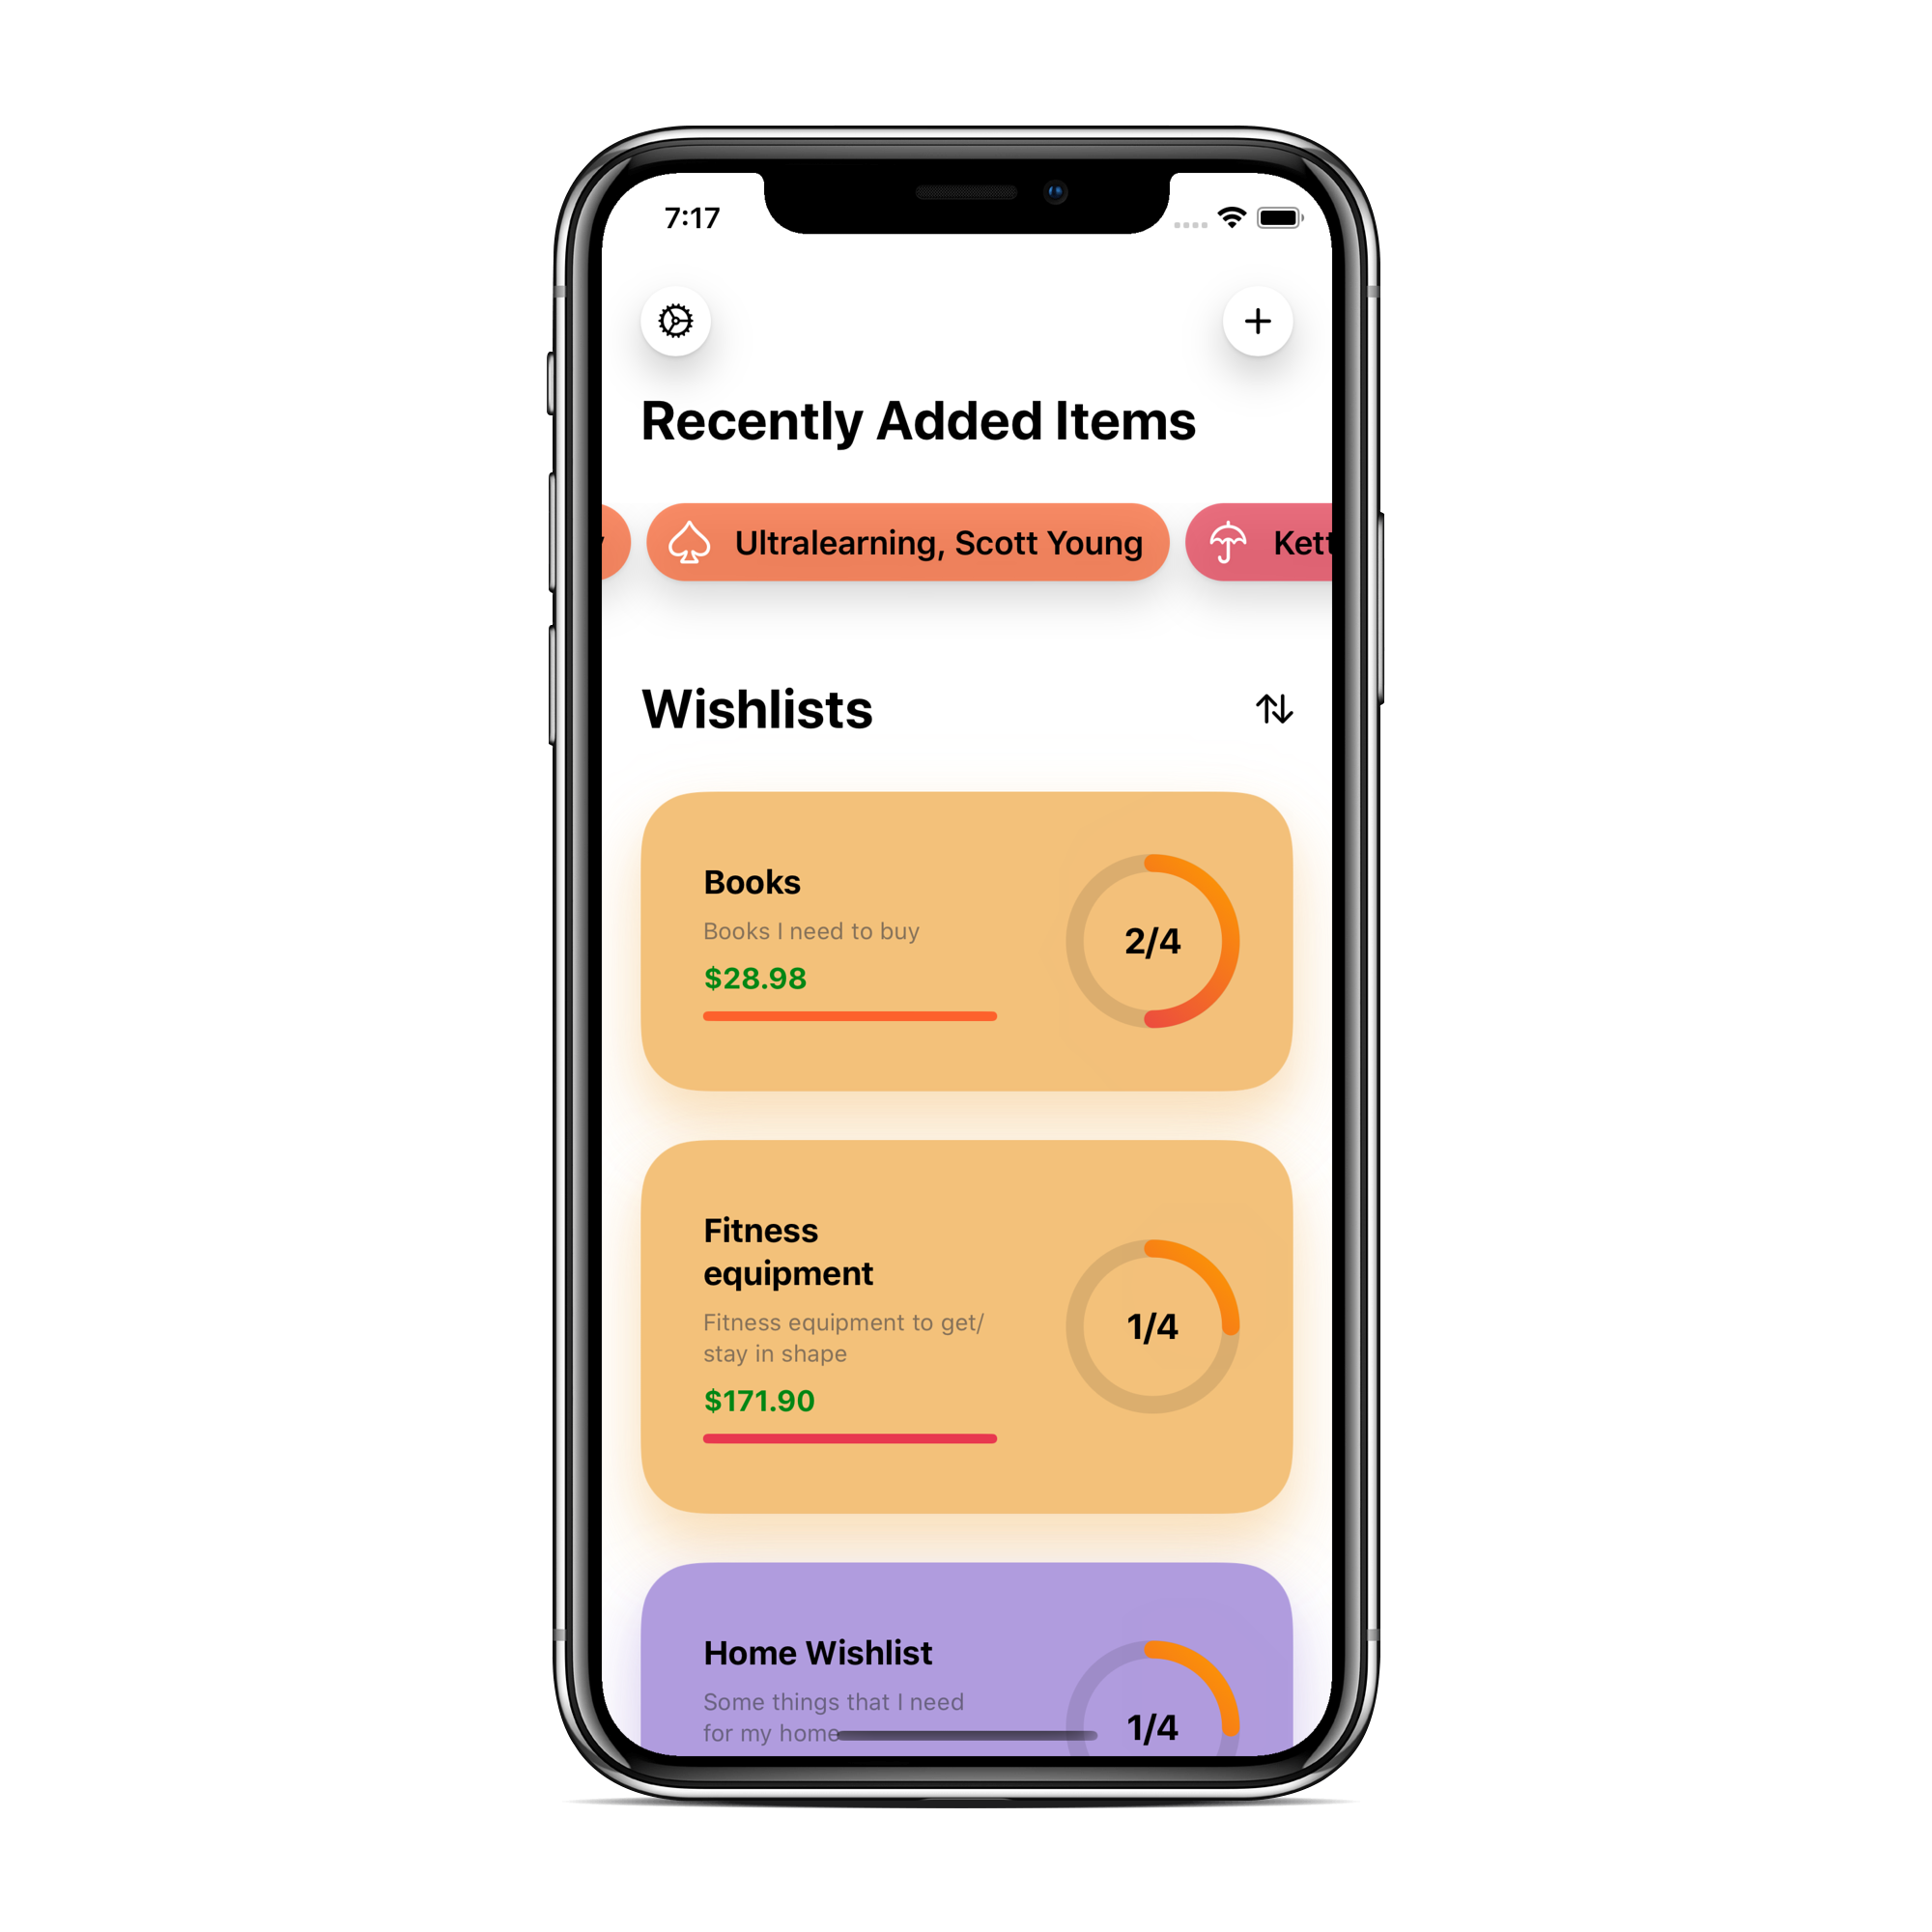 7:17
Recently Added Items
Ultralearning, Scott Young
Wishlists
Books
Books I need to buy
$28.98
2/4
Fitness
equipment
Fitness equipment to get/
stay in shape
$171.90
1/4
Home Wishlist
Some things that I need
for my home
1/4